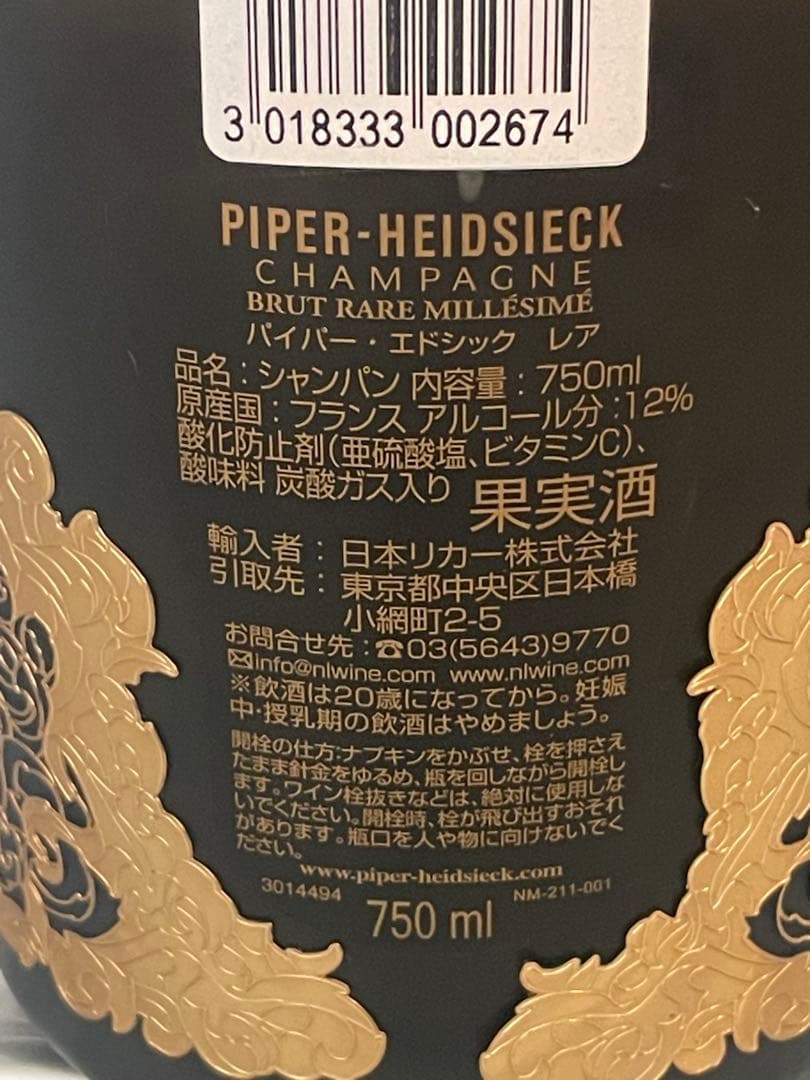 3 018333 002674
PIPER-HEIDSIECK
CHAMPAGNE
BRUT RARE MILLÉSIMÉ
パイパー・エドシック レア
品名：シャンパン 内容量：750ml
原産国：フランス アルコール分：12%
酸化防止剤(亜硫酸塩、ビタミンC)、
酸味料 炭酸ガス入り 果実酒
輸入者：日本リカー株式会社
引取先：東京都中央区日本橋
小網町2-5
お問合せ先：☎03(5643)9770
✉info@nlwine.com www.nlwine.com
※飲酒は20歳になってから。妊娠
中・授乳期の飲酒はやめましょう。
開栓の仕方:ナプキンをかぶせ、栓を押さえ
たまま針金をゆるめ、瓶を回しながら開栓し
ます。ワイン栓抜きなどは、絶対に使用しな
いでください。開栓時、栓が飛び出すおそれ
があります。瓶口を人や物に向けないでく
ださい。
www.piper-heidsieck.com
3014494 NM-211-001
750 ml